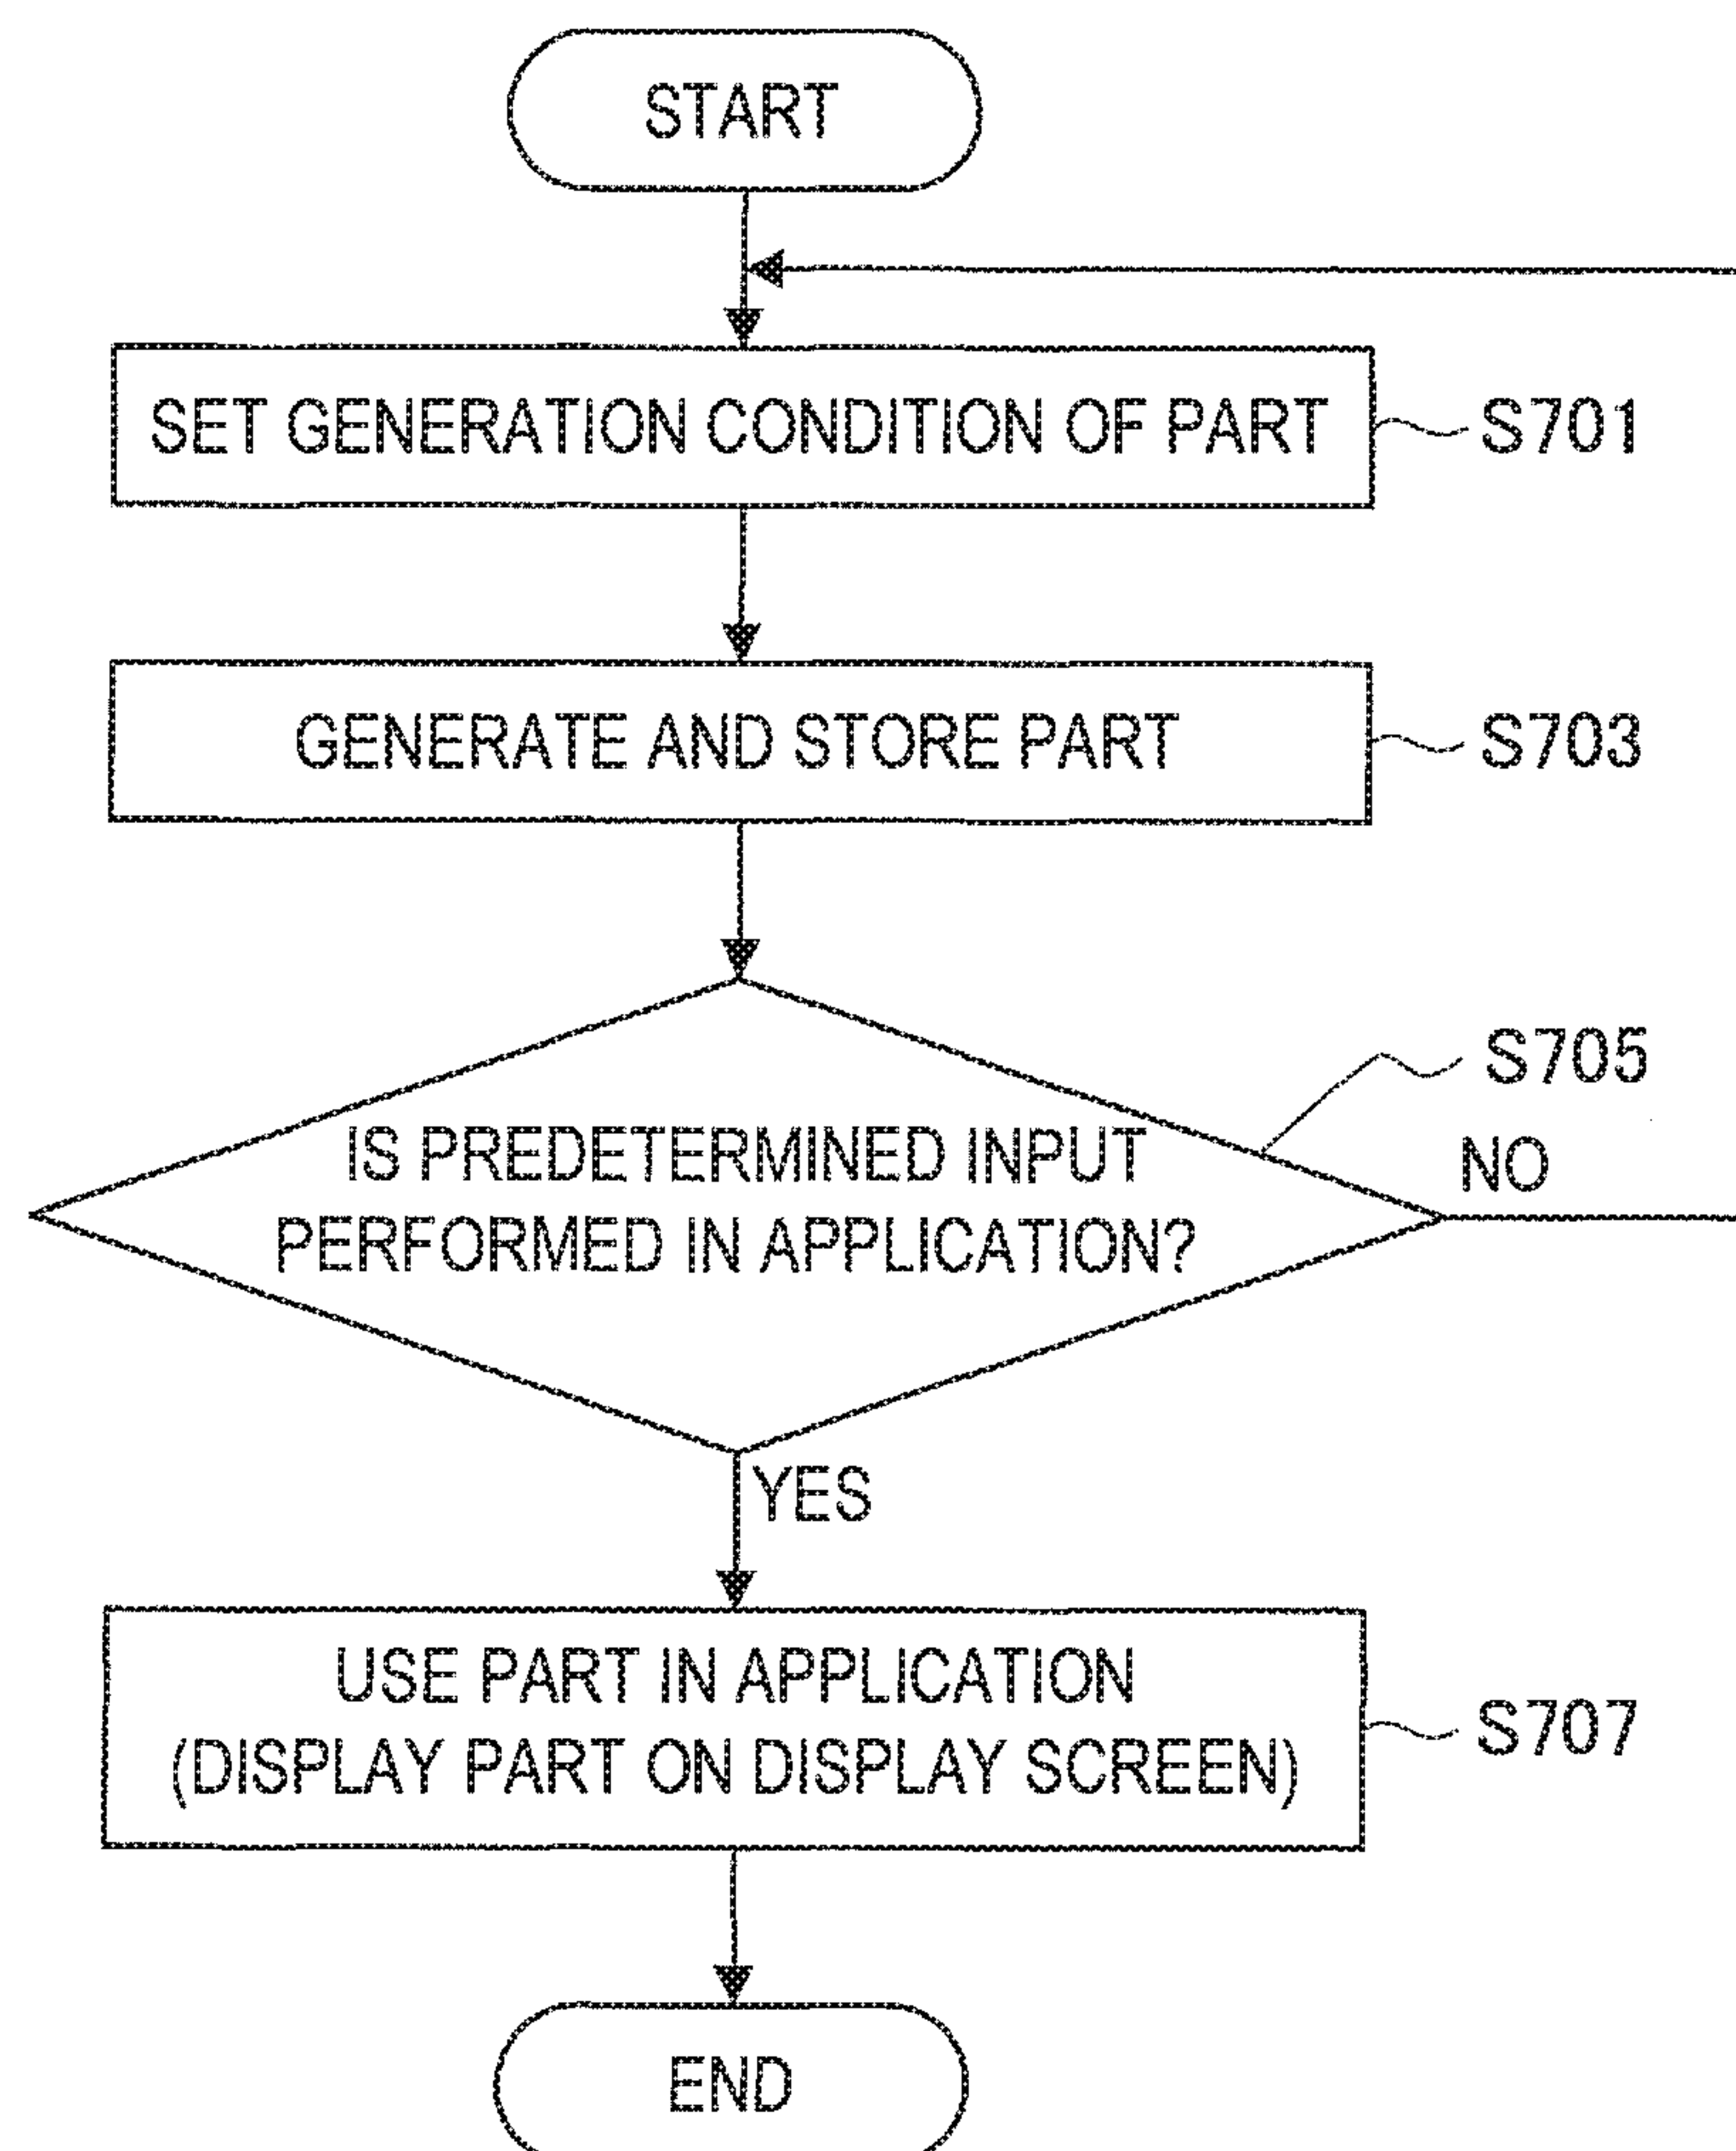 START
SET GENERATION CONDITION OF PART
S701
GENERATE AND STORE PART
S703
S705
IS PREDETERMINED INPUT
PERFORMED IN APPLICATION?
NO
YES
USE PART IN APPLICATION
(DISPLAY PART ON DISPLAY SCREEN)
S707
END